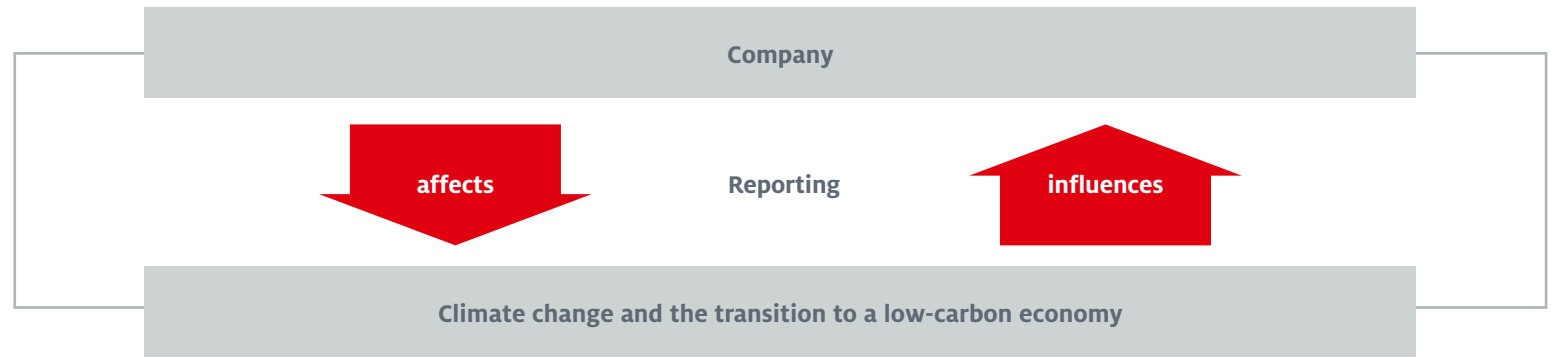 Company
affects
Reporting
influences
Climate change and the transition to a low-carbon economy